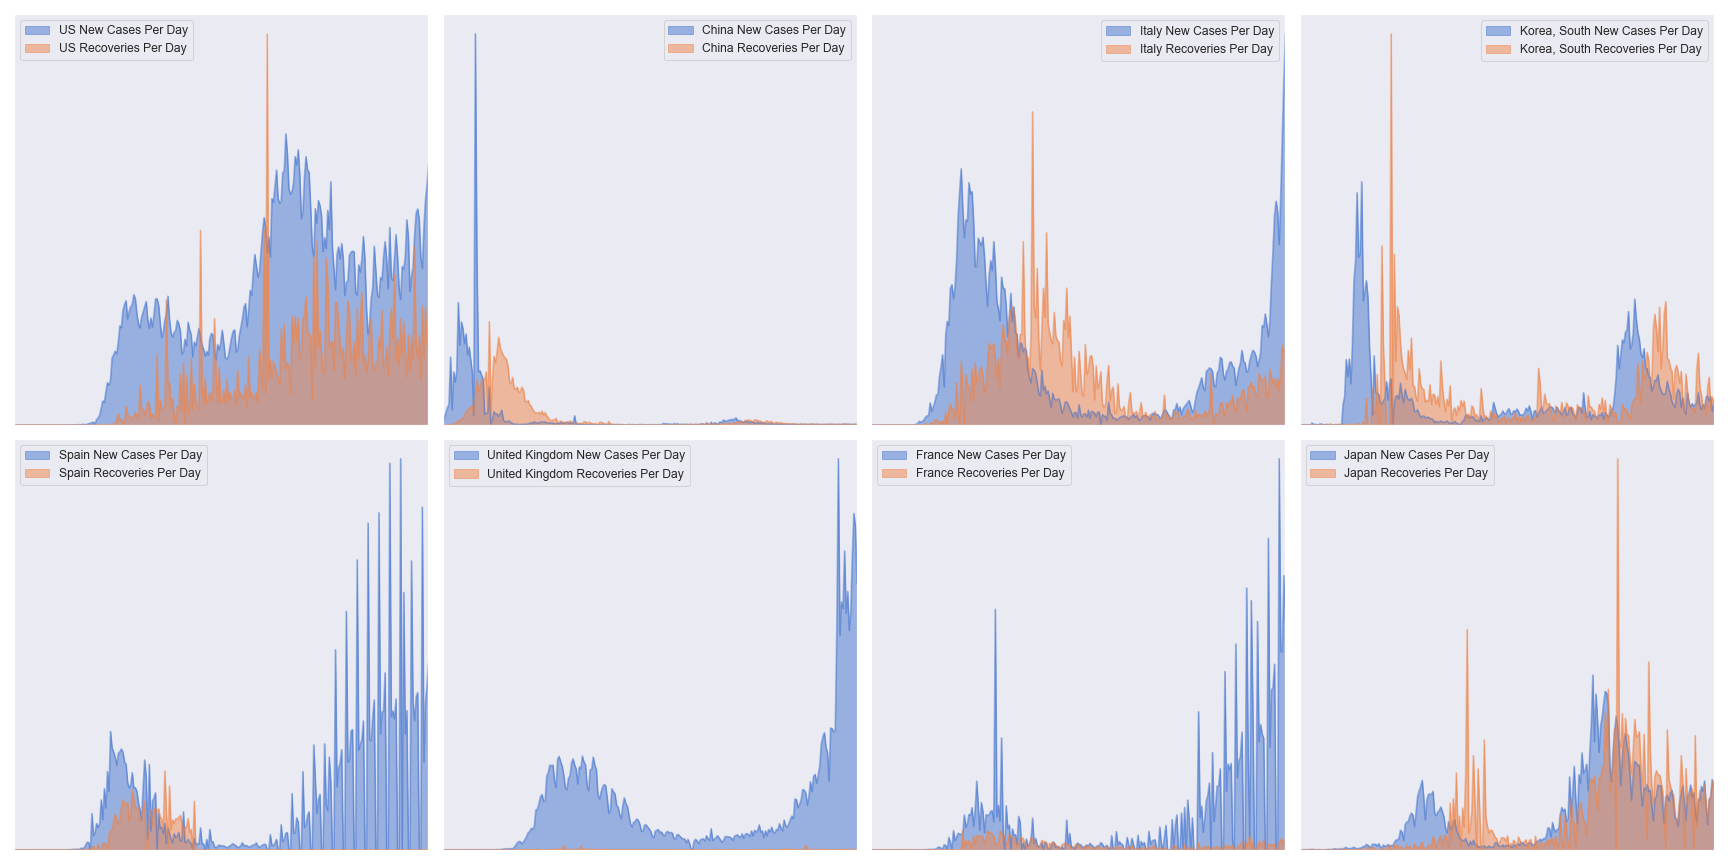 US New Cases Per Day
US Recoveries Per Day
China New Cases Per Day
China Recoveries Per Day
Italy New Cases Per Day
Italy Recoveries Per Day
Korea, South New Cases Per Day
Korea, South Recoveries Per Day
Spain New Cases Per Day
Spain Recoveries Per Day
United Kingdom New Cases Per Day
United Kingdom Recoveries Per Day
France New Cases Per Day
France Recoveries Per Day
Japan New Cases Per Day
Japan Recoveries Per Day